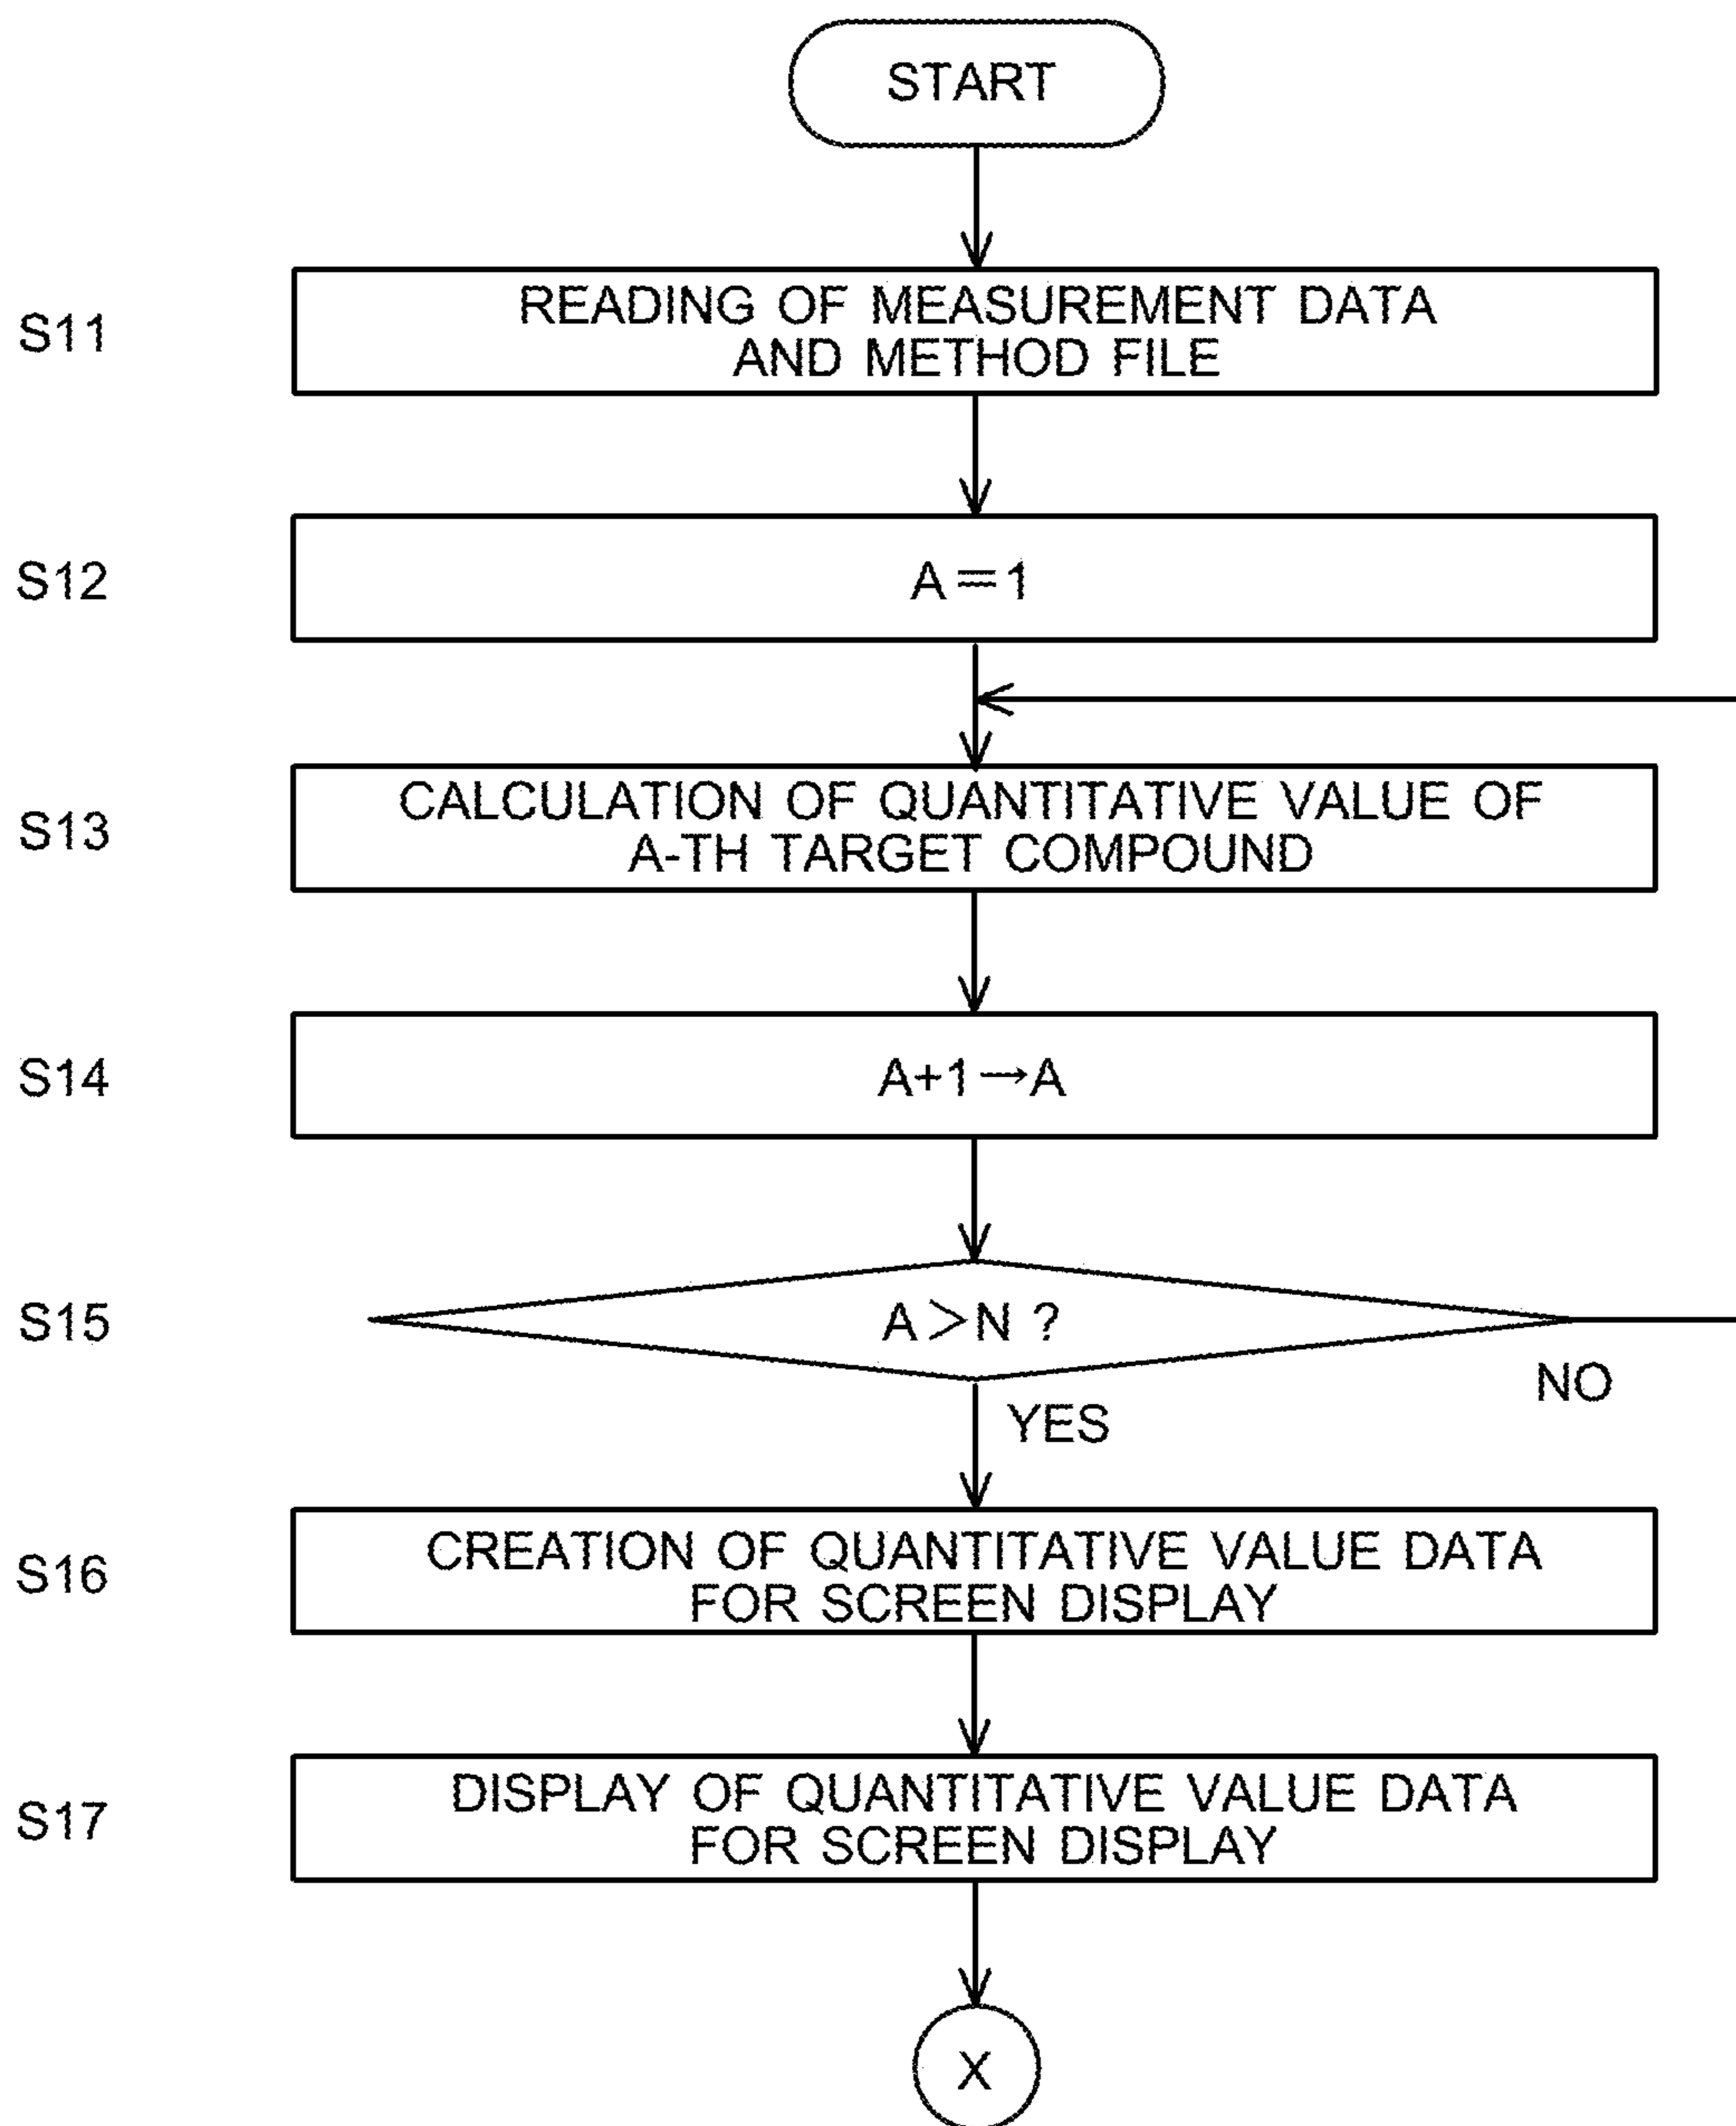 START
S11
READING OF MEASUREMENT DATA
AND METHOD FILE
S12
A=1
S13
CALCULATION OF QUANTITATIVE VALUE OF
A-TH TARGET COMPOUND
S14
A+1→A
S15
A>N ?
NO
YES
S16
CREATION OF QUANTITATIVE VALUE DATA
FOR SCREEN DISPLAY
S17
DISPLAY OF QUANTITATIVE VALUE DATA
FOR SCREEN DISPLAY
X